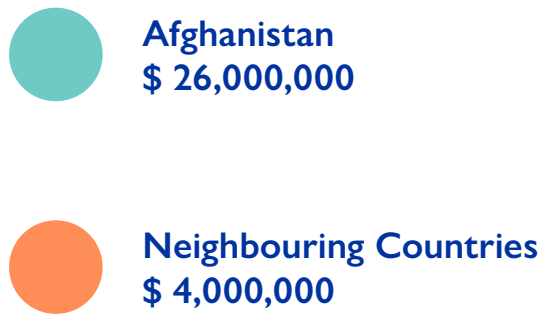 Afghanistan
$ 26,000,000
Neighbouring Countries
$ 4,000,000